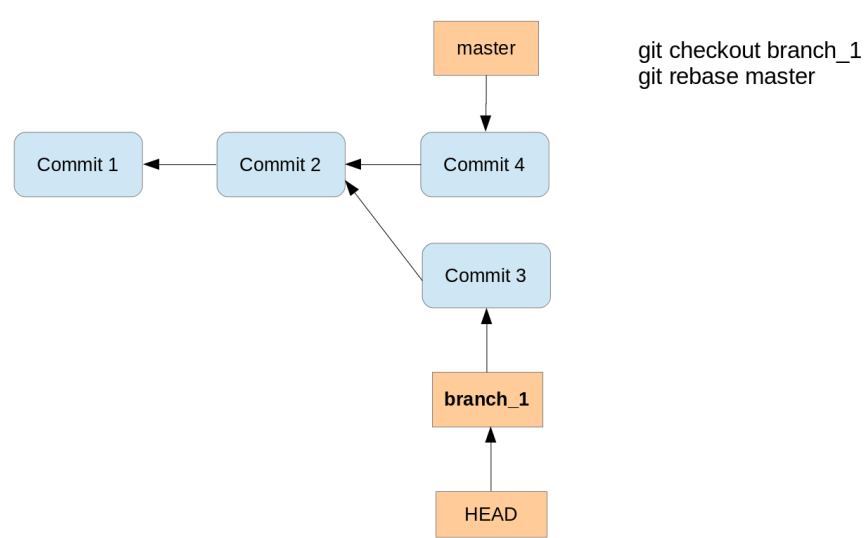 master
git checkout branch_1
git rebase master
Commit 1
Commit 2
Commit 4
Commit 3
branch_1
HEAD